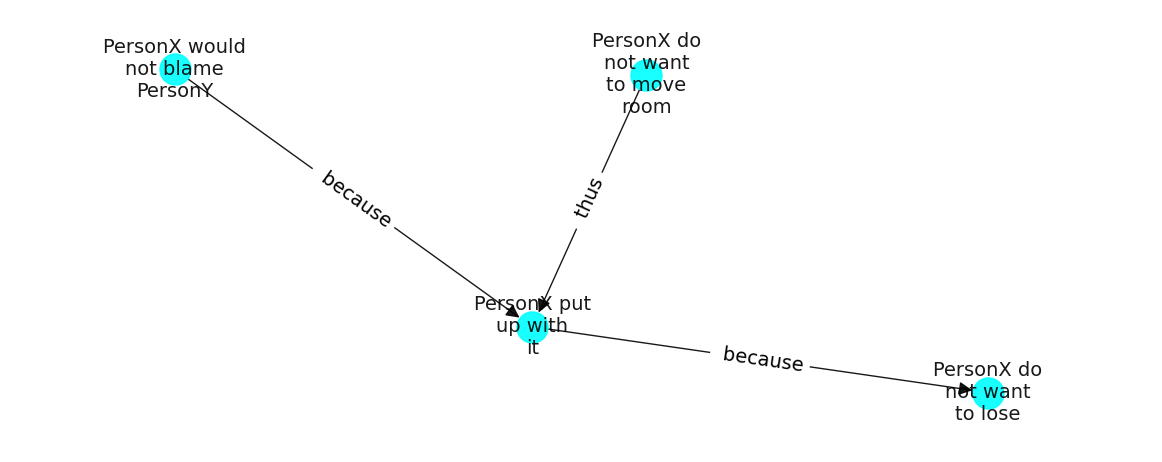 PersonX would
not blame
PersonY
PersonX do
not want
to move
room
because
thus
PersonX put
up with
it
because
PersonX do
not want
to lose